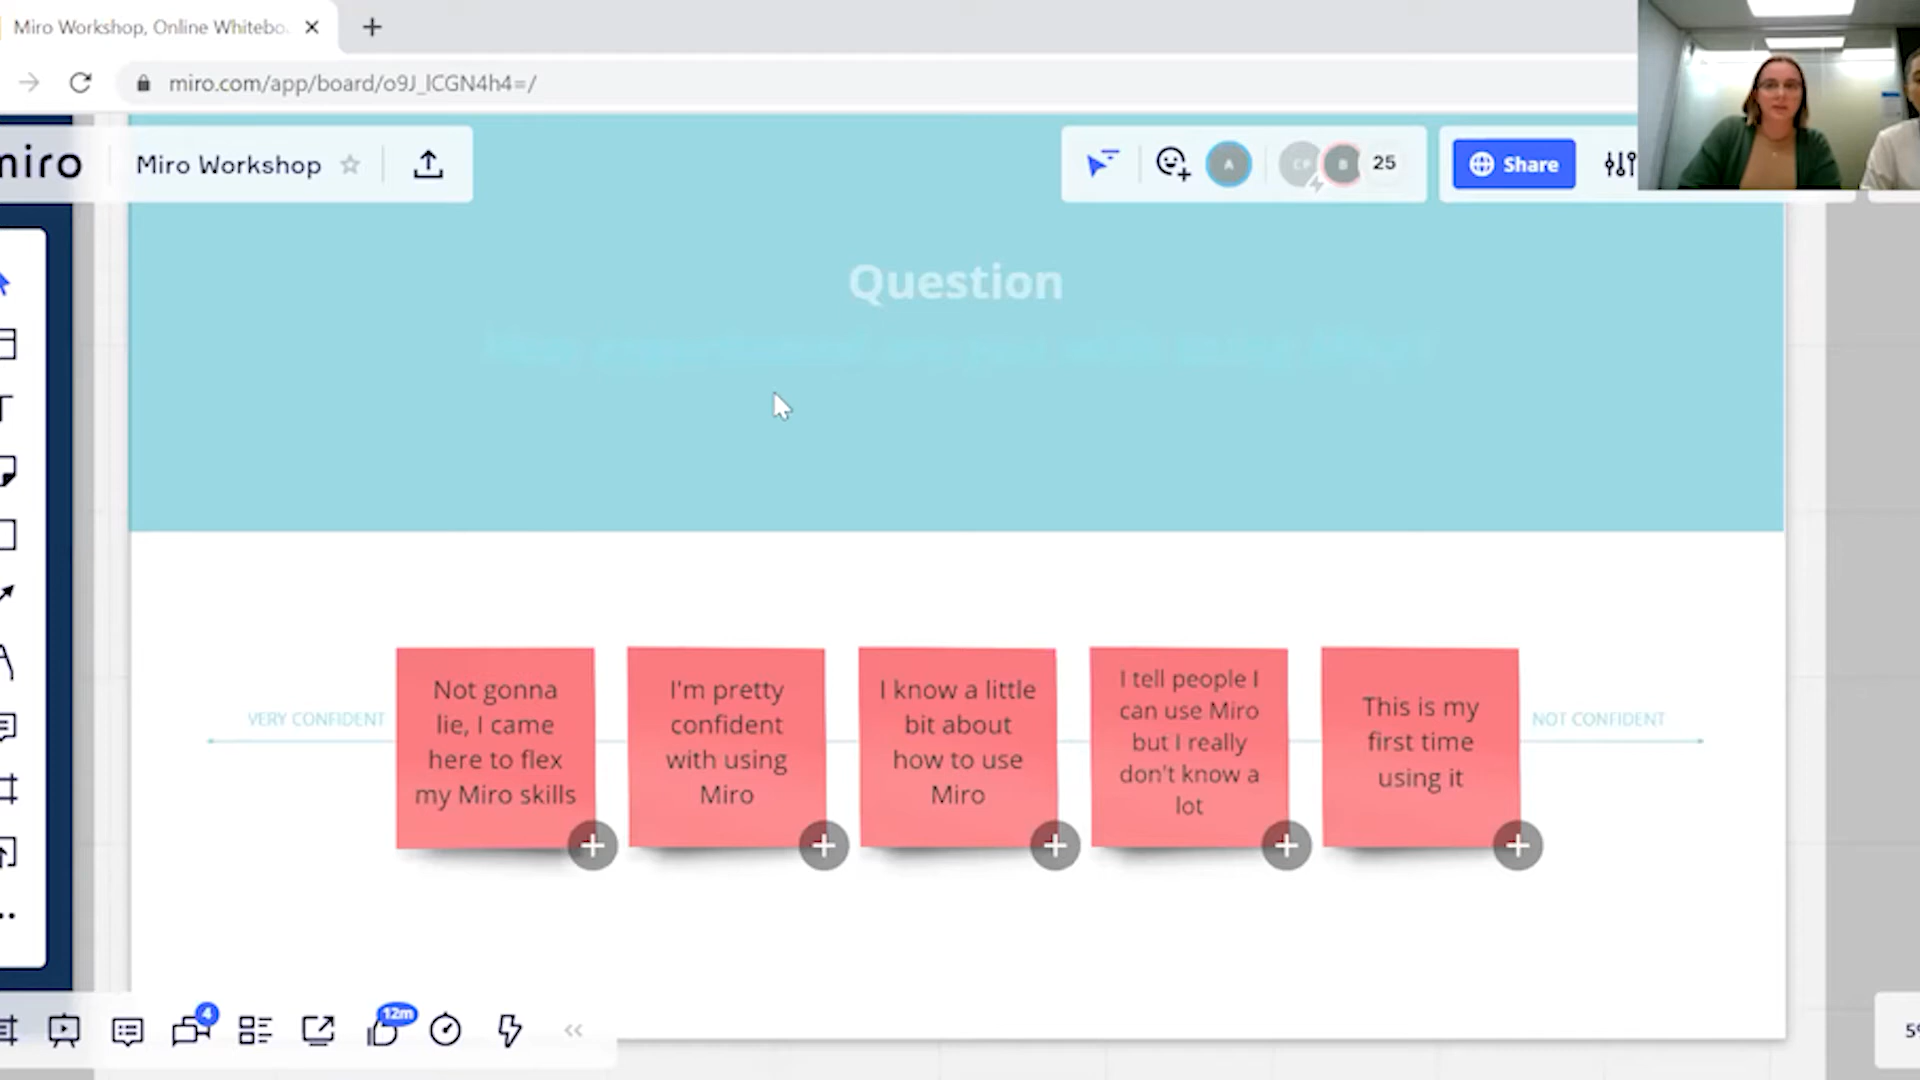 Miro Workshop, Online Whitebo
miro.com/app/board/o9J_lCGN4h4=/
miro
Miro Workshop
A
CP
B
25
Share
Question
VERY CONFIDENT
Not gonna
lie, I came
here to flex
my Miro skills
I'm pretty
confident
with using
Miro
I know a little
bit about
how to use
Miro
I tell people I
can use Miro
but I really
don't know a
lot
This is my
first time
using it
NOT CONFIDENT
4
12m